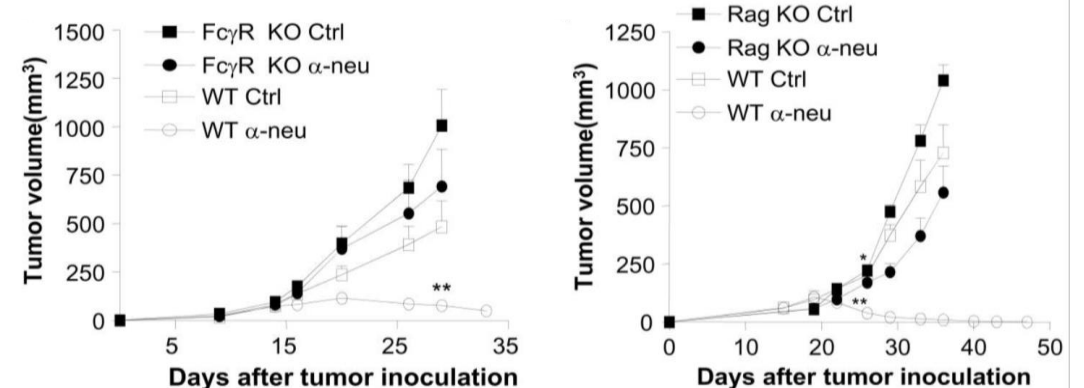 Tumor volume(mm³)
1500
1250
1000
750
500
250
0
FcγR KO Ctrl
FcγR KO α-neu
WT Ctrl
WT α-neu
**
5 15 25 35
Days after tumor inoculation
Tumor volume(mm³)
1250
1000
750
500
250
0
Rag KO Ctrl
Rag KO α-neu
WT Ctrl
WT α-neu
*
**
0 10 20 30 40 50
Days after tumor inoculation